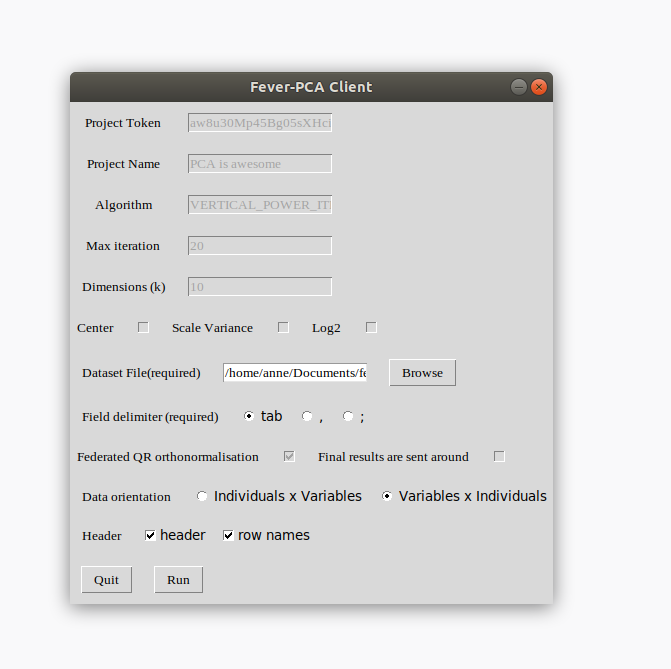 Fever-PCA Client
Project Token aw8u30Mp45Bg05sXHci
Project Name PCA is awesome
Algorithm VERTICAL_POWER_IT
Max iteration 20
Dimensions (k) 10
Center Scale Variance Log2
Dataset File(required) /home/anne/Documents/fe Browse
Field delimiter (required) tab , ;
Federated QR orthonormalisation Final results are sent around
Data orientation Individuals x Variables Variables x Individuals
Header header row names
Quit Run